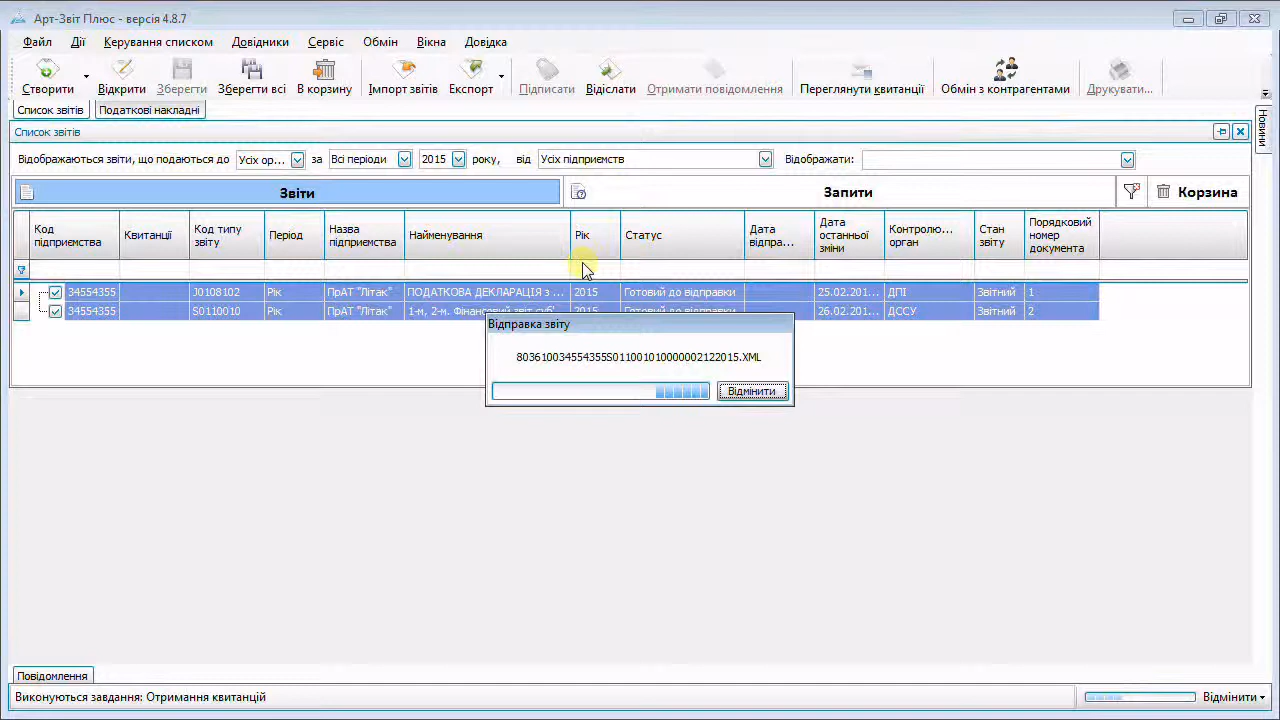 Арт-Звіт Плюс - версія 4.8.7
Файл Дії Керування списком Довідники Сервіс Обмін Вікна Довідка
Створити Відкрити Зберегти Зберегти всі В корзину Імпорт звітів Експорт Підписати Відіслати Отримати повідомлення Переглянути квитанції Обмін з контрагентами Друкувати...
Список звітів Податкові накладні
Новини
Список звітів
Відображаються звіти, що подаються до Усіх ор... за Всі періоди 2015 року, від Усіх підприємств Відображати:
Звіти Запити Корзина
Код підприємства Квитанції Код типу звіту Період Назва підприємства Найменування Рік Статус Дата відпра... Дата останньої зміни Контролю... орган Стан звіту Порядковий номер документа
34554355 J0108102 Рік ПрАТ "Літак" ПОДАТКОВА ДЕКЛАРАЦІЯ з ... 2015 Готовий до відправки 25.02.201... ДПІ Звітний 1
34554355 S0110010 Рік ПрАТ "Літак" 1-м, 2-м. Фінансовий звіт суб' 2015 Готовий до відправки 26.02.201... ДССУ Звітний 2
Відправка звіту
803610034554355S011001010000002122015.XML
Відмінити
Повідомлення
Виконуються завдання: Отримання квитанцій Відмінити